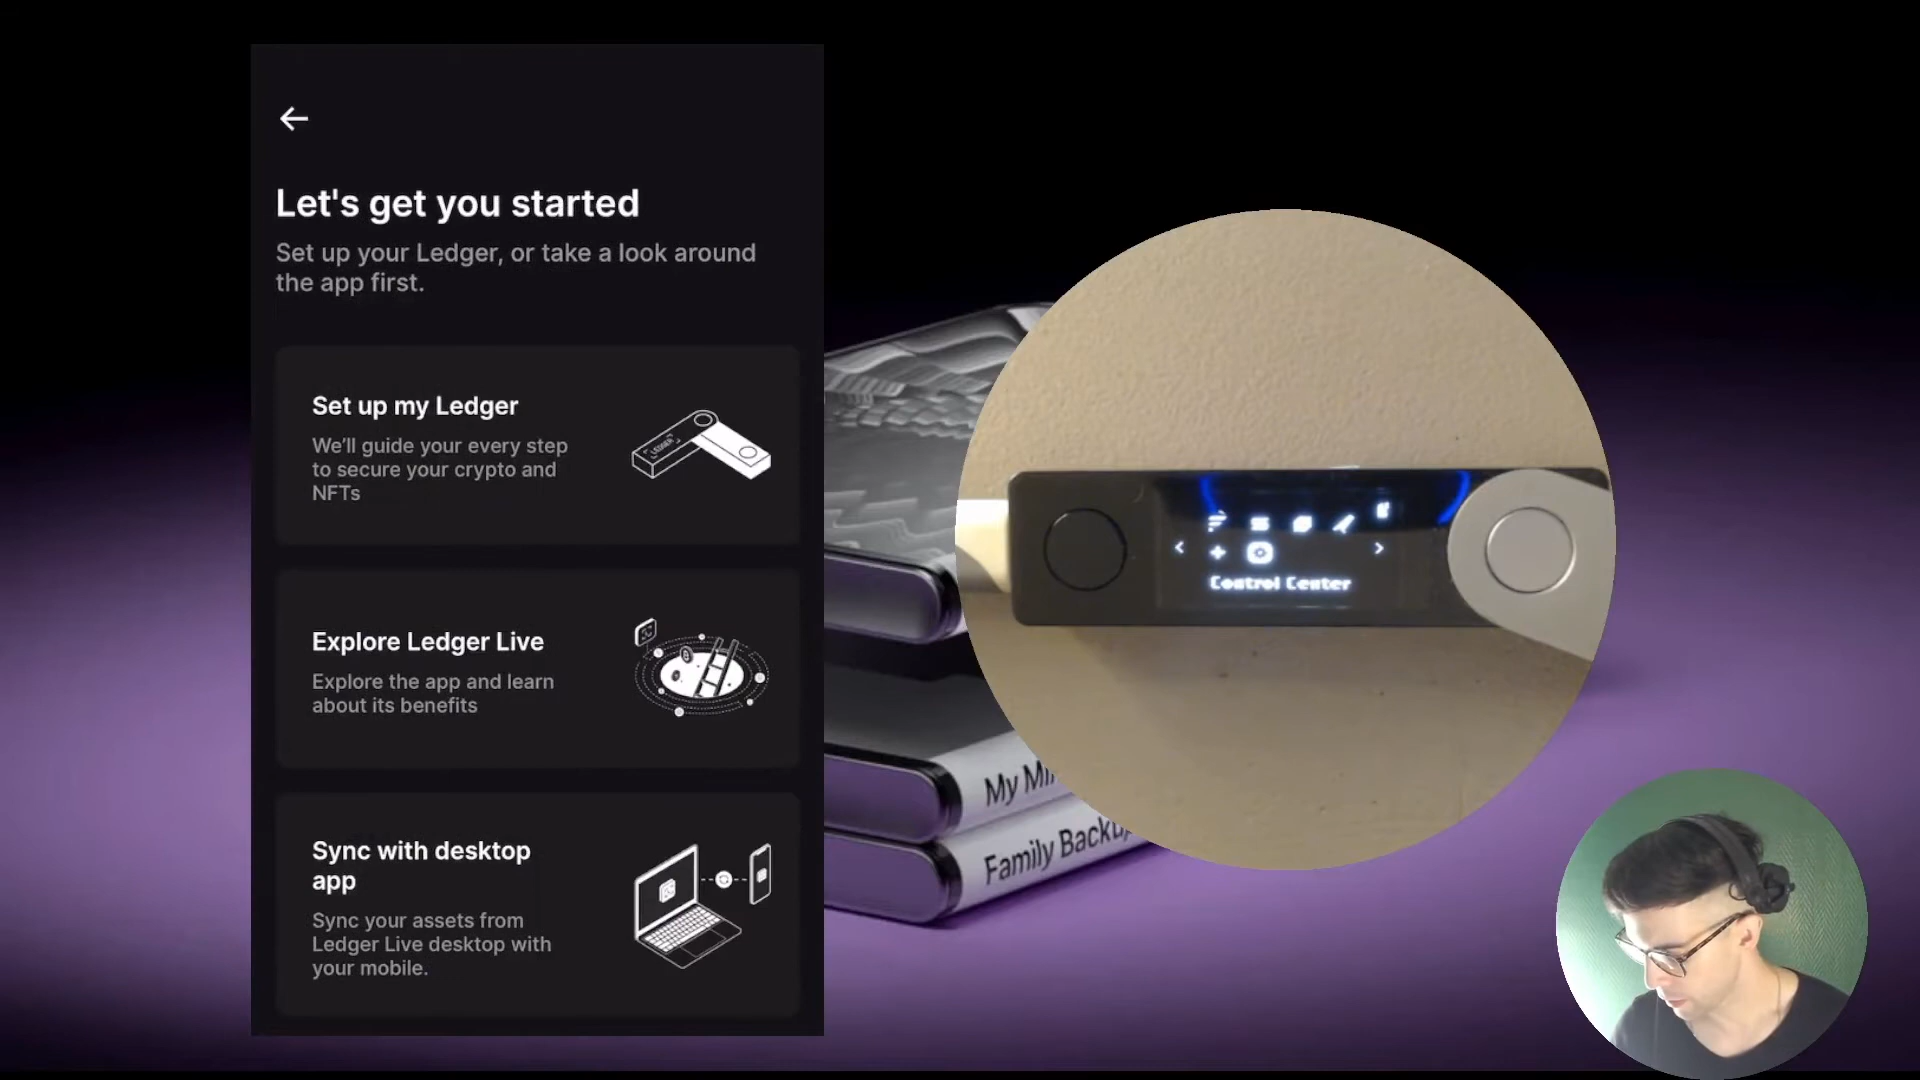 Let's get you started
Set up your Ledger, or take a look around
the app first.
Set up my Ledger
We'll guide your every step
to secure your crypto and
NFTs
Explore Ledger Live
Explore the app and learn
about its benefits
Sync with desktop
app
Sync your assets from
Ledger Live desktop with
your mobile.
Control Center
My
Family Backup